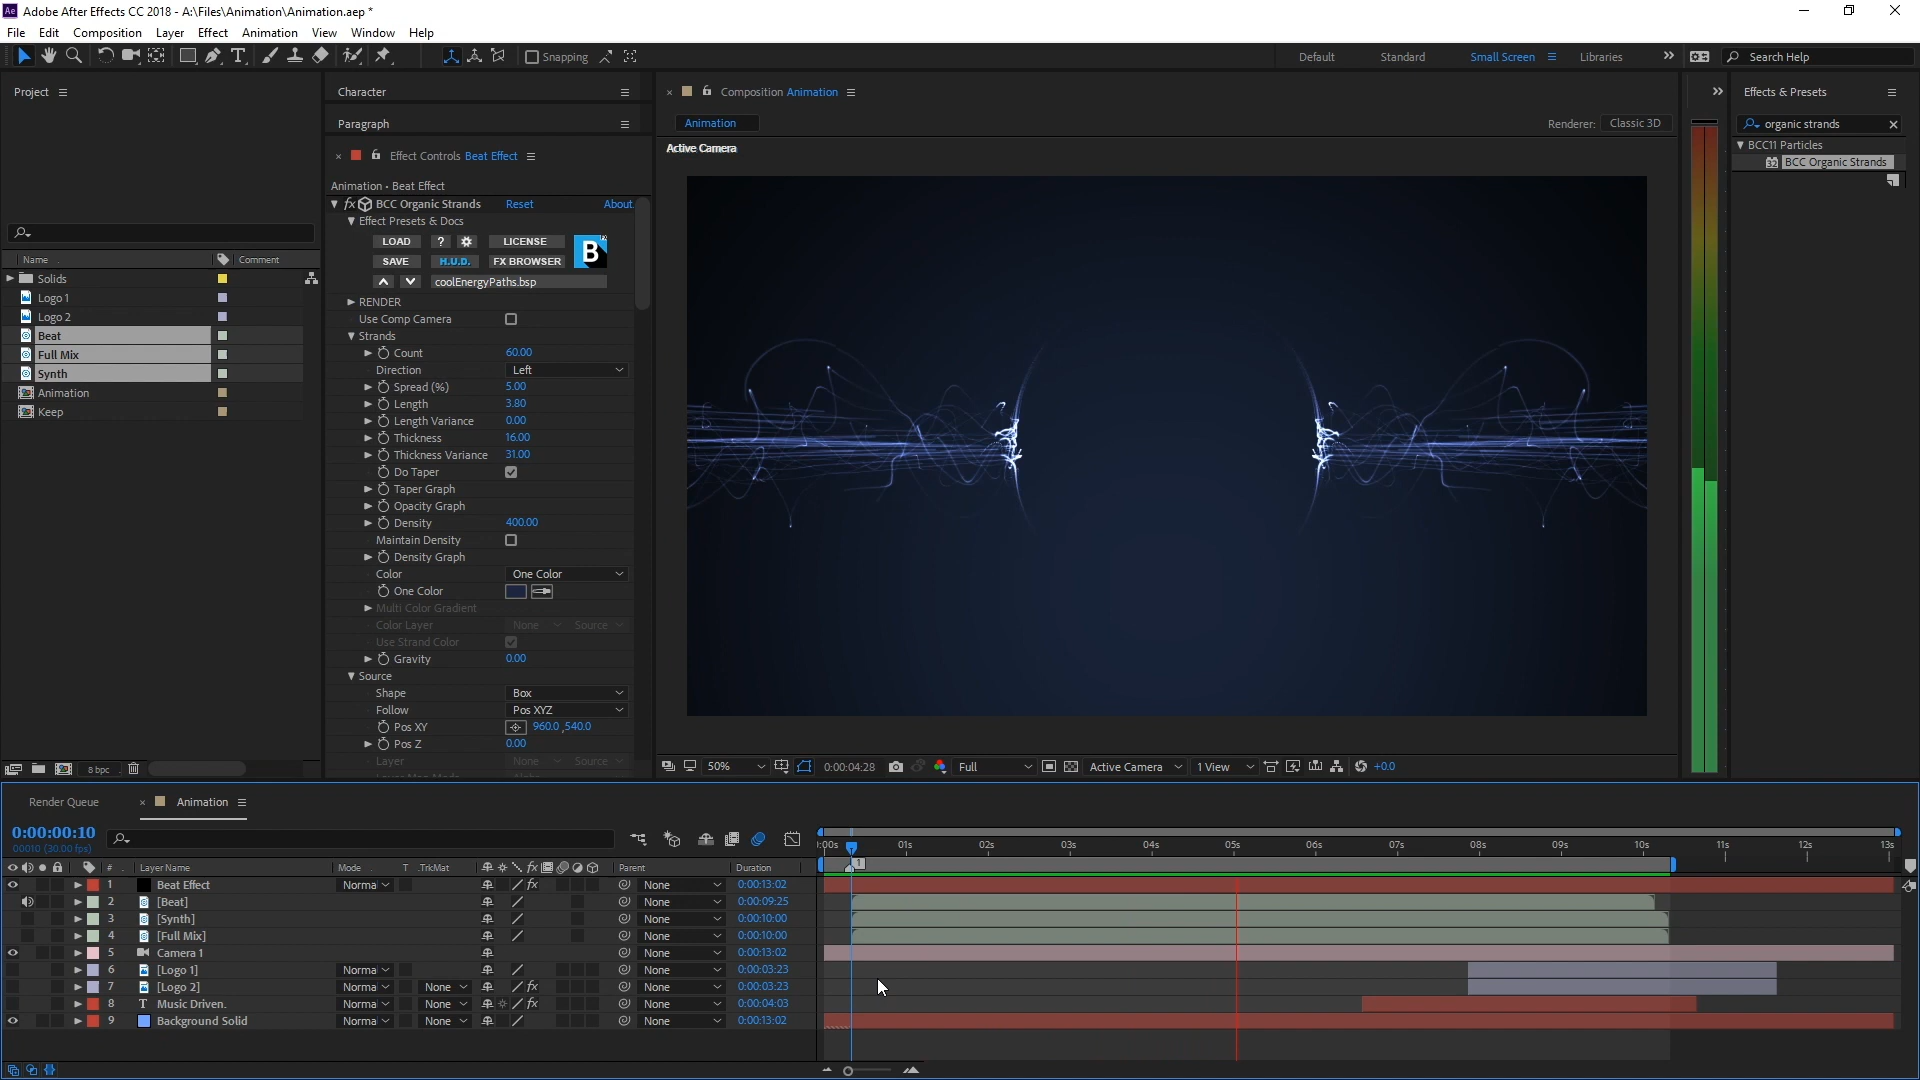 Ae Adobe After Effects CC 2018 - A:\Files\Animation\Animation.aep *
File Edit Composition Layer Effect Animation View Window Help
Snapping Default Standard Small Screen Libraries Search Help
Project
Name Comment
Solids
Logo 1
Logo 2
Beat
Full Mix
Synth
Animation
Keep
8 bpc
Character
Paragraph
Effect Controls Beat Effect
Animation • Beat Effect
fx BCC Organic Strands Reset About
Effect Presets & Docs
LOAD ? LICENSE
SAVE H.U.D. FX BROWSER
B FX
coolEnergyPaths.bsp
RENDER
Use Comp Camera
Strands
Count 60.00
Direction Left
Spread (%) 5.00
Length 3.80
Length Variance 0.00
Thickness 16.00
Thickness Variance 31.00
Do Taper
Taper Graph
Opacity Graph
Density 400.00
Maintain Density
Density Graph
Color One Color
One Color
Multi Color Gradient
Color Layer None Source
Use Strand Color
Gravity 0.00
Source
Shape Box
Follow Pos XYZ
Pos XY 960.0 ,540.0
Pos Z 0.00
Layer None Source
Composition Animation
Animation
Renderer: Classic 3D
Active Camera
50% 0:00:04:28 Full Active Camera 1 View +0.0
Effects & Presets
organic strands
BCC11 Particles
32 BCC Organic Strands
Render Queue Animation
0:00:00:10
00010 (30.00 fps)
# Layer Name Mode T .TrkMat fx Parent Duration
:00s 01s 02s 03s 04s 05s 06s 07s 08s 09s 10s 11s 12s 13s
1
1 Beat Effect Norma fx None 0:00:13:02
2 [Beat] None 0:00:09:25
3 [Synth] None 0:00:10:00
4 [Full Mix] None 0:00:10:00
5 Camera 1 None 0:00:13:02
6 [Logo 1] Norma None 0:00:03:23
7 [Logo 2] Norma None fx None 0:00:03:23
8 T Music Driven. Norma None fx None 0:00:04:03
9 Background Solid Norma None None 0:00:13:02